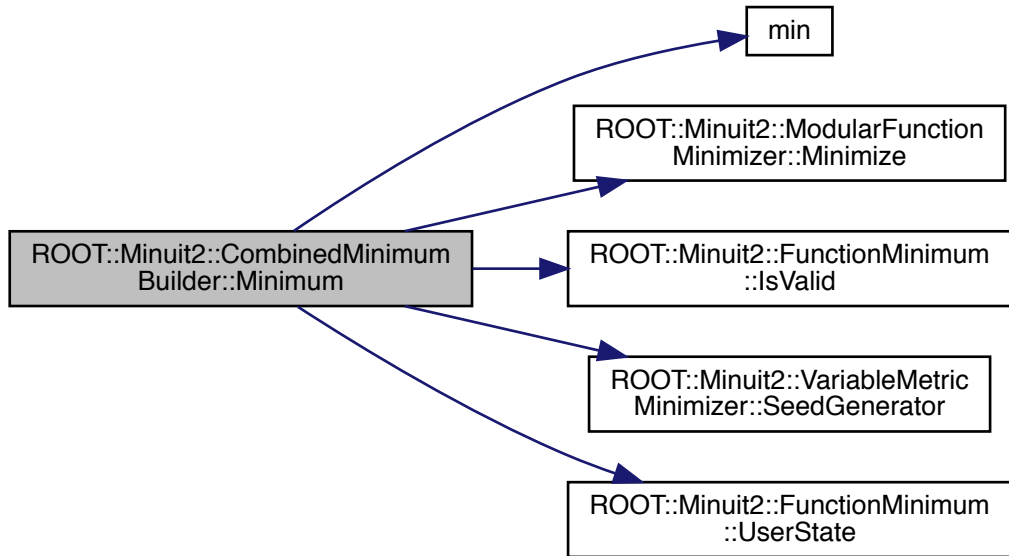 min
ROOT::Minuit2::ModularFunction
Minimizer::Minimize
ROOT::Minuit2::CombinedMinimum
Builder::Minimum
ROOT::Minuit2::FunctionMinimum
::IsValid
ROOT::Minuit2::VariableMetric
Minimizer::SeedGenerator
ROOT::Minuit2::FunctionMinimum
::UserState